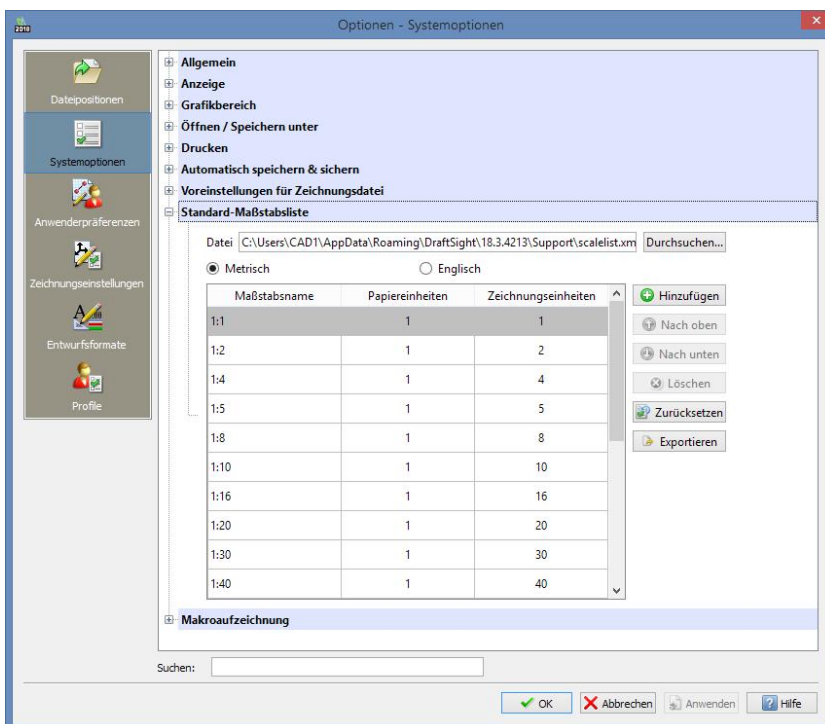 2018
Optionen - Systemoptionen
Dateipositionen
Systemoptionen
Anwenderpräferenzen
Zeichnungseinstellungen
Entwurfsformate
Profile
Allgemein
Anzeige
Grafikbereich
Öffnen / Speichern unter
Drucken
Automatisch speichern & sichern
Voreinstellungen für Zeichnungsdatei
Standard-Maßstabsliste
Datei C:\Users\CAD1\AppData\Roaming\DraftSight\18.3.4213\Support\scalelist.xm Durchsuchen...
Metrisch Englisch
Maßstabsname Papiereinheiten Zeichnungseinheiten Hinzufügen
1:1 1 1 Nach oben
1:2 1 2 Nach unten
1:4 1 4 Löschen
1:5 1 5 Zurücksetzen
1:8 1 8 Exportieren
1:10 1 10
1:16 1 16
1:20 1 20
1:30 1 30
1:40 1 40
Makroaufzeichnung
Suchen:
OK Abbrechen Anwenden Hilfe